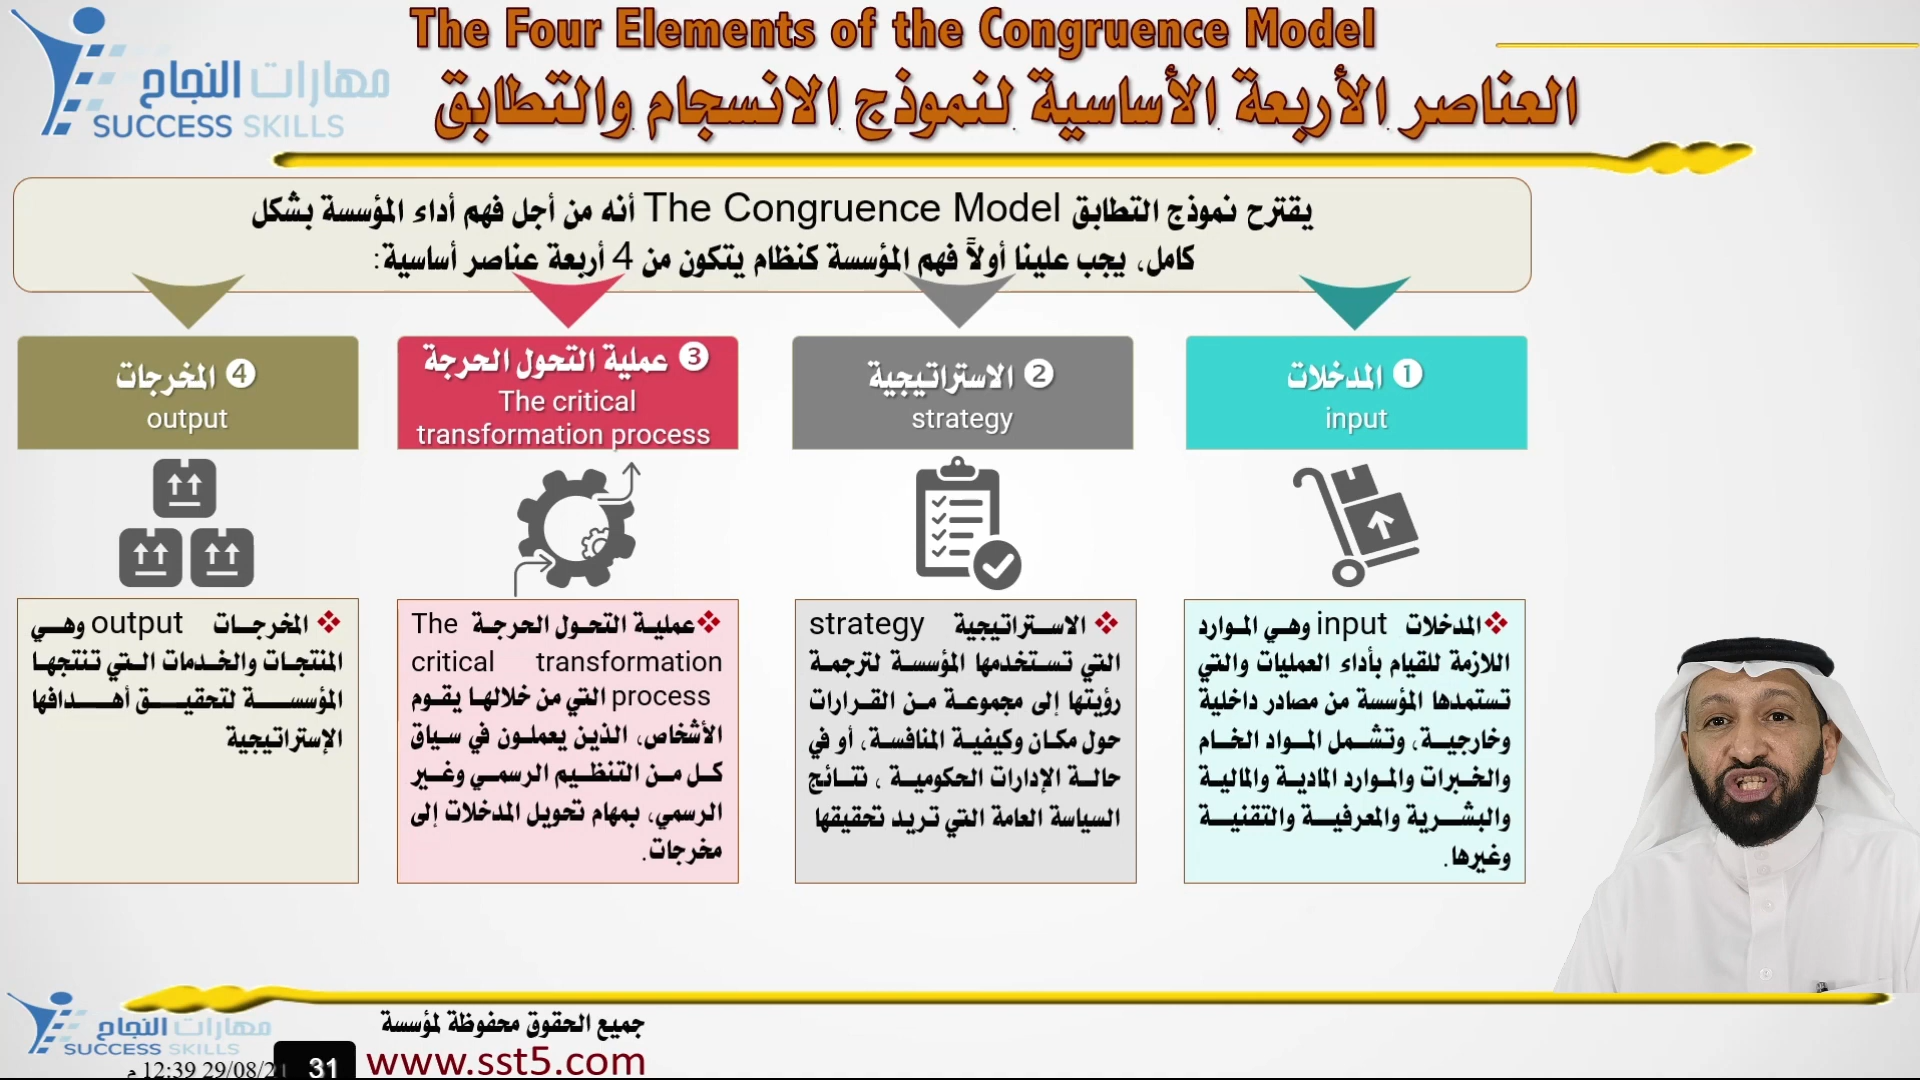 The Four Elements of the Congruence Model
العناصر الأربعة الأساسية لنموذج الانسجام والتطابق
مهارات النجاح
SUCCESS SKILLS
يقترح نموذج التطابق The Congruence Model أنه من أجل فهم أداء المؤسسة بشكل
كامل، يجب علينا أولاً فهم المؤسسة كنظام يتكون من 4 أربعة عناصر أساسية:
❶ المدخلات
input
❷ الاستراتيجية
strategy
❸ عملية التحول الحرجة
The critical
transformation process
❹ المخرجات
output
❖المدخلات input وهي الموارد
اللازمة للقيام بأداء العمليات والتي
تستمدها المؤسسة من مصادر داخلية
وخارجية، وتشمل المواد الخام
والخبرات والموارد المادية والمالية
والبشرية والمعرفية والتقنية
وغيرها.
❖ الاستراتيجية strategy
التي تستخدمها المؤسسة لترجمة
رؤيتها إلى مجموعة من القرارات
حول مكان وكيفية المنافسة، أو في
حالة الإدارات الحكومية ، نتائج
السياسة العامة التي تريد تحقيقها
❖عملية التحول الحرجة The
critical transformation
process التي من خلالها يقوم
الأشخاص، الذين يعملون في سياق
كل من التنظيم الرسمي وغير
الرسمي، بمهام تحويل المدخلات إلى
مخرجات.
❖ المخرجات output وهي
المنتجات والخدمات التي تنتجها
المؤسسة لتحقيق أهدافها
الإستراتيجية
مهارات النجاح
SUCCESS SKILLS
جميع الحقوق محفوظة لمؤسسة
www.sst5.com
31
12:39 م